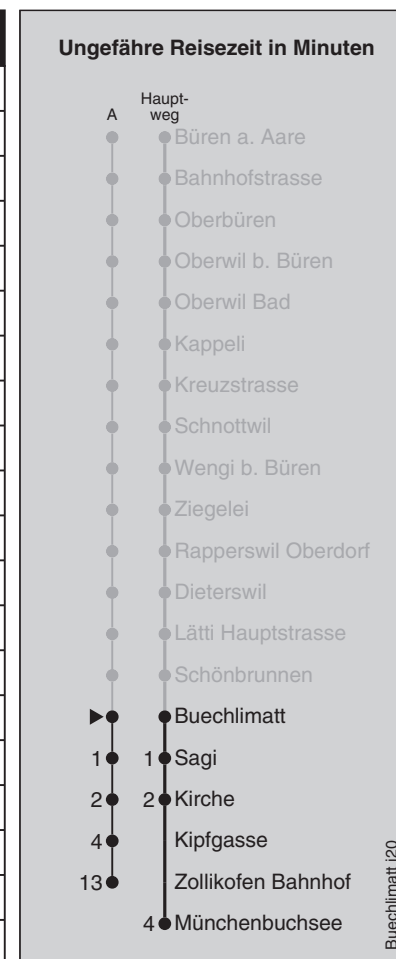 Ungefähre Reisezeit in Minuten
A
Haupt-
weg
Büren a. Aare
Bahnhofstrasse
Oberbüren
Oberwil b. Büren
Oberwil Bad
Kappeli
Kreuzstrasse
Schnottwil
Wengi b. Büren
Ziegelei
Rapperswil Oberdorf
Dieterswil
Lätti Hauptstrasse
Schönbrunnen
Buechlimatt
1 1 Sagi
2 2 Kirche
4 Kipfgasse
13 Zollikofen Bahnhof
4 Münchenbuchsee
Buechlimatt i20